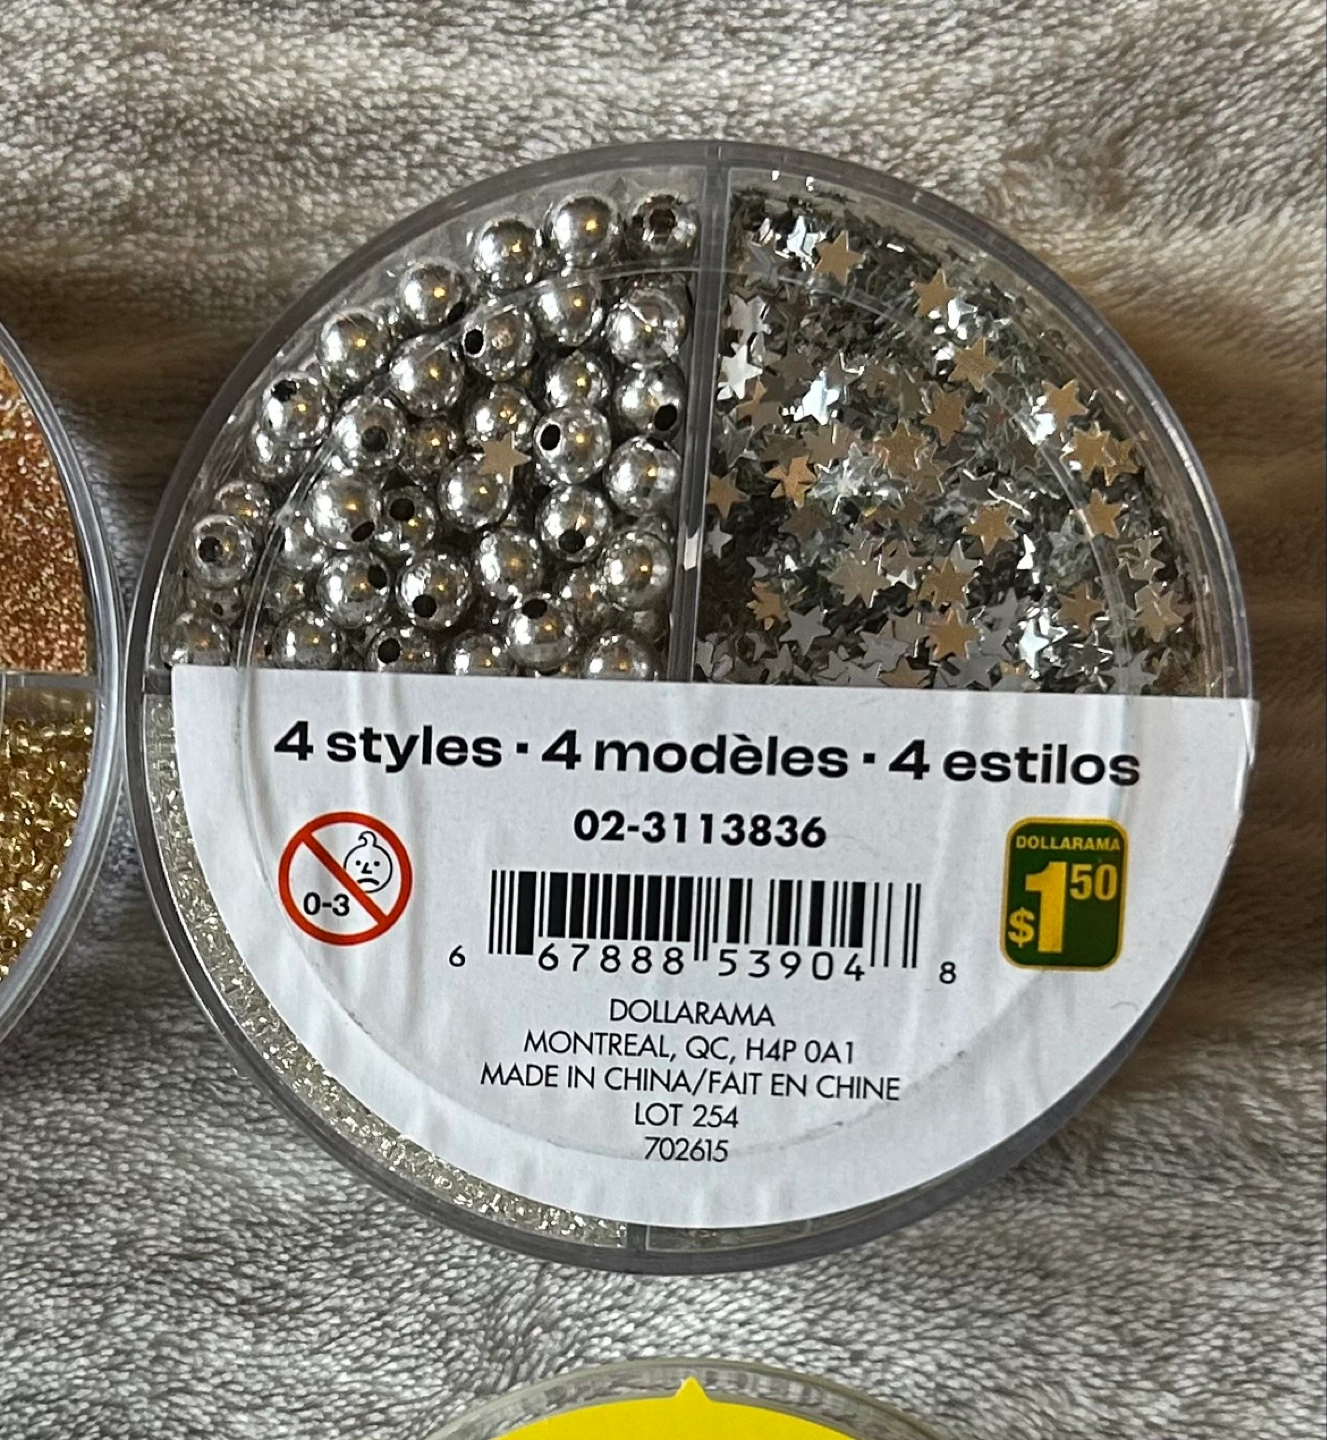 4 styles · 4 modèles · 4 estilos
02-3113836
0-3
DOLLARAMA
$1 50
6 67888 53904 8
DOLLARAMA
MONTREAL, QC, H4P 0A1
MADE IN CHINA/FAIT EN CHINE
LOT 254
702615